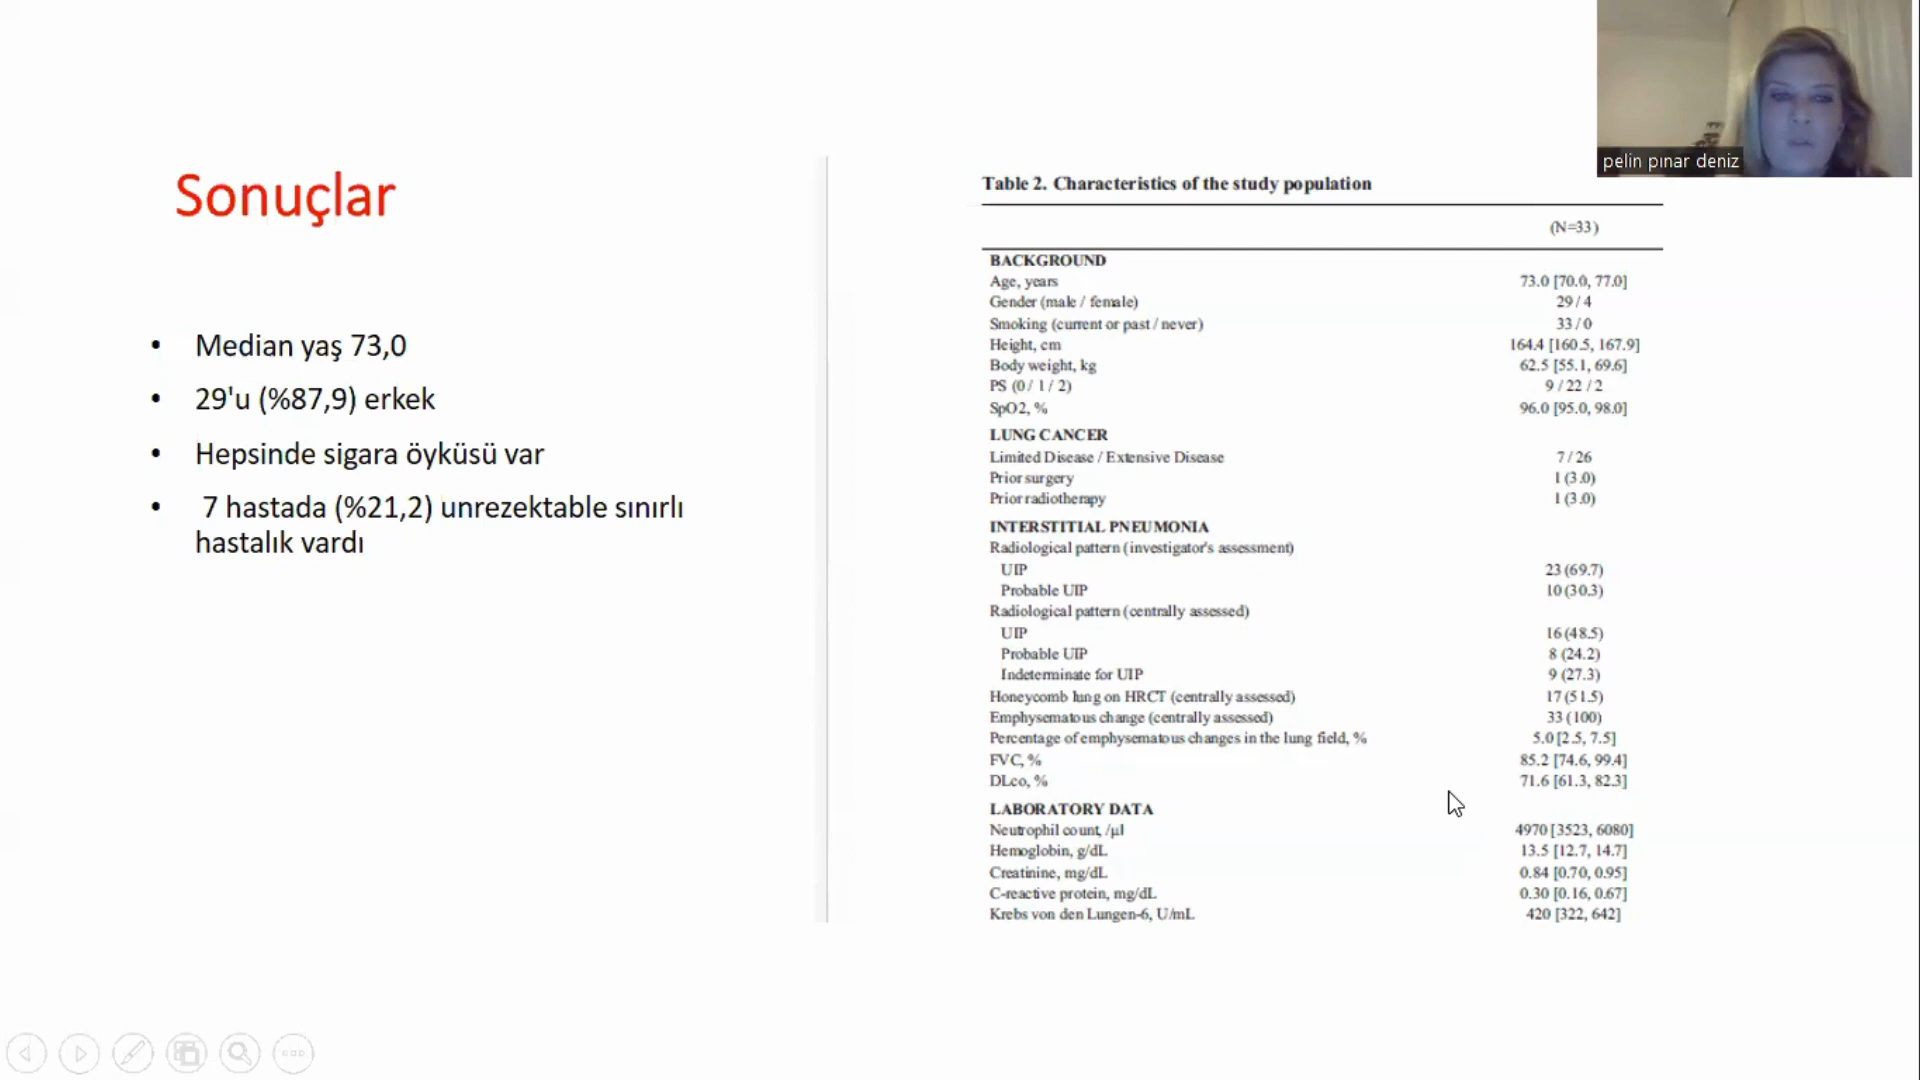 pelin pınar deniz
Sonuçlar
• Median yaş 73,0
• 29'u (%87,9) erkek
• Hepsinde sigara öyküsü var
• 7 hastada (%21,2) unrezektable sınırlı
hastalık vardı
Table 2. Characteristics of the study population
(N=33)
BACKGROUND
Age, years 73.0 [70.0, 77.0]
Gender (male / female) 29 / 4
Smoking (current or past / never) 33 / 0
Height, cm 164.4 [160.5, 167.9]
Body weight, kg 62.5 [55.1, 69.6]
PS (0 / 1 / 2) 9 / 22 / 2
SpO2, % 96.0 [95.0, 98.0]
LUNG CANCER
Limited Disease / Extensive Disease 7 / 26
Prior surgery 1 (3.0)
Prior radiotherapy 1 (3.0)
INTERSTITIAL PNEUMONIA
Radiological pattern (investigator's assessment)
UIP 23 (69.7)
Probable UIP 10 (30.3)
Radiological pattern (centrally assessed)
UIP 16 (48.5)
Probable UIP 8 (24.2)
Indeterminate for UIP 9 (27.3)
Honeycomb lung on HRCT (centrally assessed) 17 (51.5)
Emphysematous change (centrally assessed) 33 (100)
Percentage of emphysematous changes in the lung field, % 5.0 [2.5, 7.5]
FVC, % 85.2 [74.6, 99.4]
DLco, % 71.6 [61.3, 82.3]
LABORATORY DATA
Neutrophil count, /μl 4970 [3523, 6080]
Hemoglobin, g/dL 13.5 [12.7, 14.7]
Creatinine, mg/dL 0.84 [0.70, 0.95]
C-reactive protein, mg/dL 0.30 [0.16, 0.67]
Krebs von den Lungen-6, U/mL 420 [322, 642]